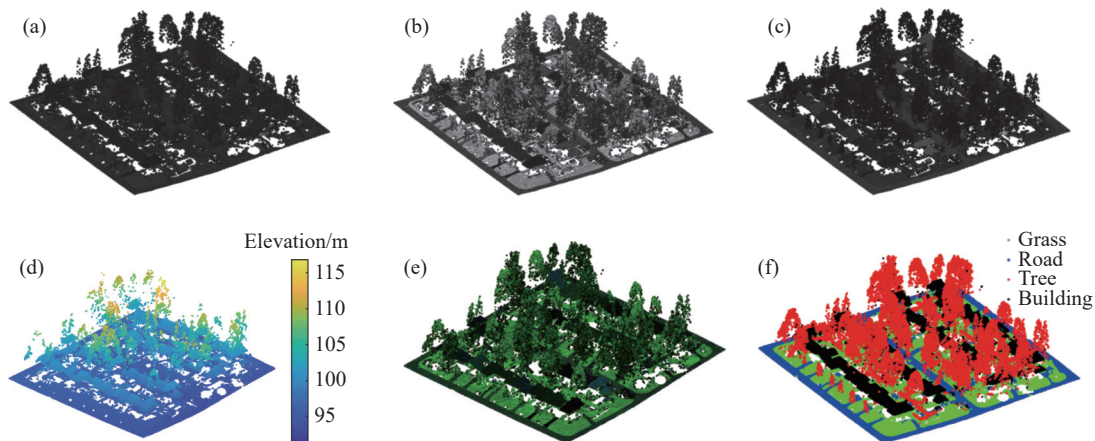 (a)
(b)
(c)
Elevation/m
(d)
115
110
105
100
95
(e)
(f)
Grass
Road
Tree
Building